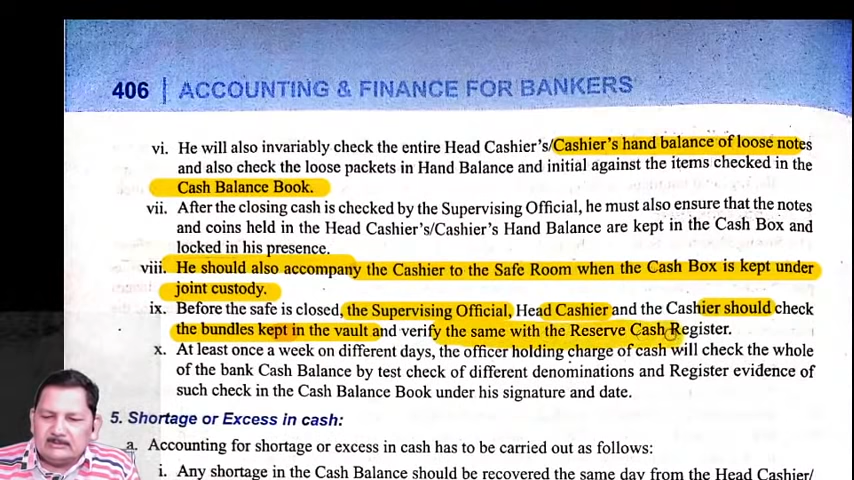 406 | ACCOUNTING & FINANCE FOR BANKERS
vi. He will also invariably check the entire Head Cashier's/Cashier's hand balance of loose notes
and also check the loose packets in Hand Balance and initial against the items checked in the
Cash Balance Book.
vii. After the closing cash is checked by the Supervising Official, he must also ensure that the notes
and coins held in the Head Cashier's/Cashier's Hand Balance are kept in the Cash Box and
locked in his presence.
viii. He should also accompany the Cashier to the Safe Room when the Cash Box is kept under
joint custody.
ix. Before the safe is closed, the Supervising Official, Head Cashier and the Cashier should check
the bundles kept in the vault and verify the same with the Reserve Cash Register.
x. At least once a week on different days, the officer holding charge of cash will check the whole
of the bank Cash Balance by test check of different denominations and Register evidence of
such check in the Cash Balance Book under his signature and date.
5. Shortage or Excess in cash:
a. Accounting for shortage or excess in cash has to be carried out as follows:
i. Any shortage in the Cash Balance should be recovered the same day from the Head Cashier/